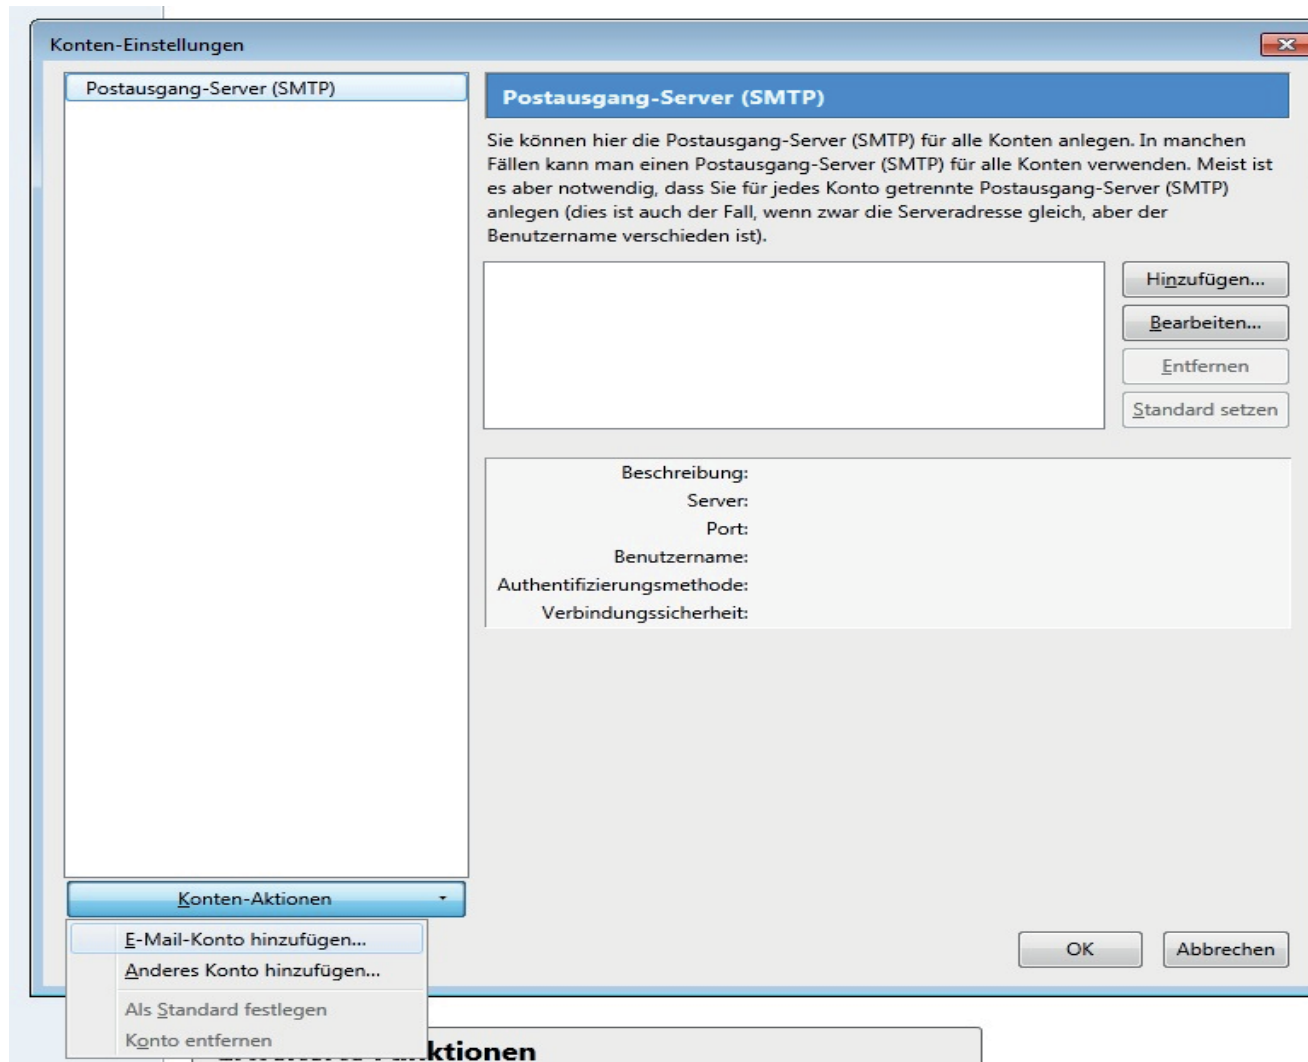 Konten-Einstellungen
Postausgang-Server (SMTP)
Postausgang-Server (SMTP)
Sie können hier die Postausgang-Server (SMTP) für alle Konten anlegen. In manchen
Fällen kann man einen Postausgang-Server (SMTP) für alle Konten verwenden. Meist ist
es aber notwendig, dass Sie für jedes Konto getrennte Postausgang-Server (SMTP)
anlegen (dies ist auch der Fall, wenn zwar die Serveradresse gleich, aber der
Benutzername verschieden ist).
Hinzufügen...
Bearbeiten...
Entfernen
Standard setzen
Beschreibung:
Server:
Port:
Benutzername:
Authentifizierungsmethode:
Verbindungssicherheit:
Konten-Aktionen
E-Mail-Konto hinzufügen...
Anderes Konto hinzufügen...
Als Standard festlegen
Konto entfernen
OK
Abbrechen